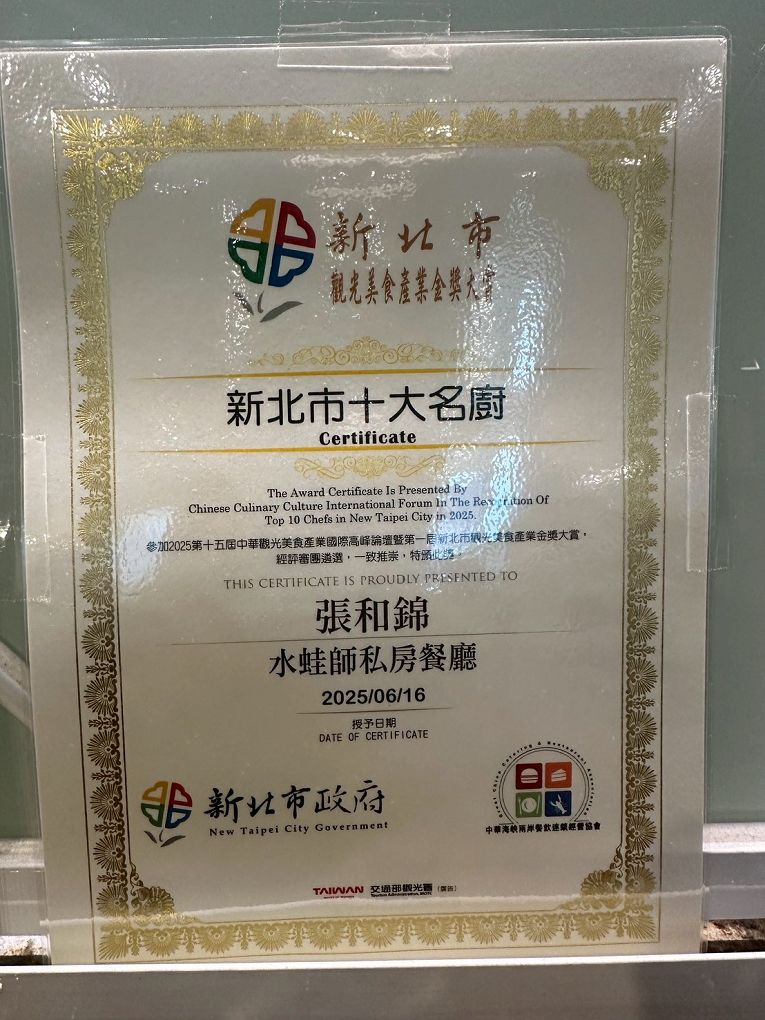 新北市
觀光美食產業金獎大賞
新北市十大名廚
Certificate
The Award Certificate Is Presented By
Chinese Culinary Culture International Forum In The Recognition Of
Top 10 Chefs in New Taipei City in 2025.
參加2025第十五屆中華觀光美食產業國際高峰論壇暨第一屆新北市觀光美食產業金獎大賞，
經評審團遴選，一致推崇，特頒此獎
THIS CERTIFICATE IS PROUDLY PRESENTED TO
張和錦
水蛙師私房餐廳
2025/06/16
授予日期
DATE OF CERTIFICATE
新北市政府
New Taipei City Government
中華海峽兩岸餐飲連鎖經營協會
TAIWAN 交通部觀光署 (廣告)
Tourism Administration, MOTC